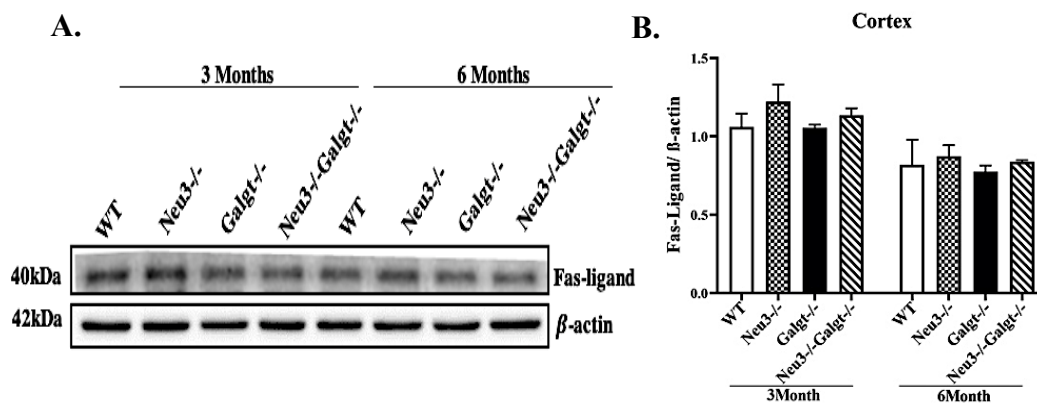 A.
3 Months
6 Months
WT
Neu3-/-
Galgt-/-
Neu3-/-Galgt-/-
WT
Neu3-/-
Galgt-/-
Neu3-/-Galgt-/-
40kDa
Fas-ligand
42kDa
β-actin
B.
Cortex
Fas-Ligand/ ß-actin
1.5
1.0
0.5
0.0
WT
Neu3-/-
Galgt-/-
Neu3-/-Galgt-/-
WT
Neu3-/-
Galgt-/-
Neu3-/-Galgt-/-
3Month
6Month